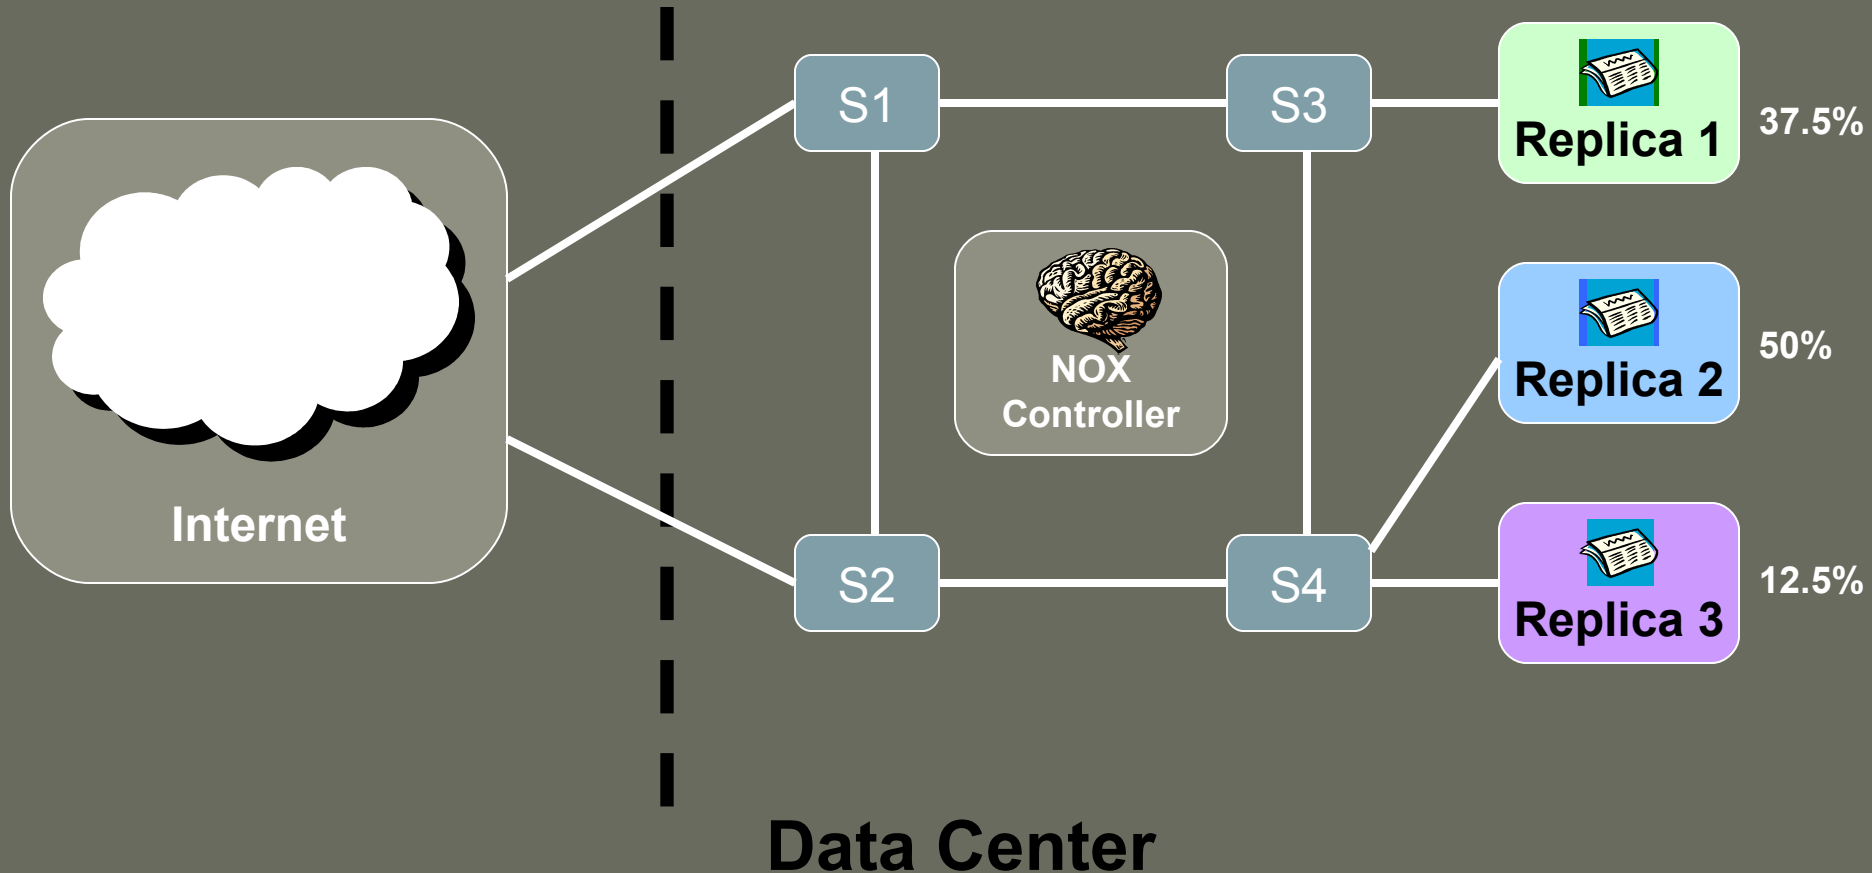 Internet
S1
S3
S2
S4
NOX
Controller
Replica 1
37.5%
Replica 2
50%
Replica 3
12.5%
Data Center